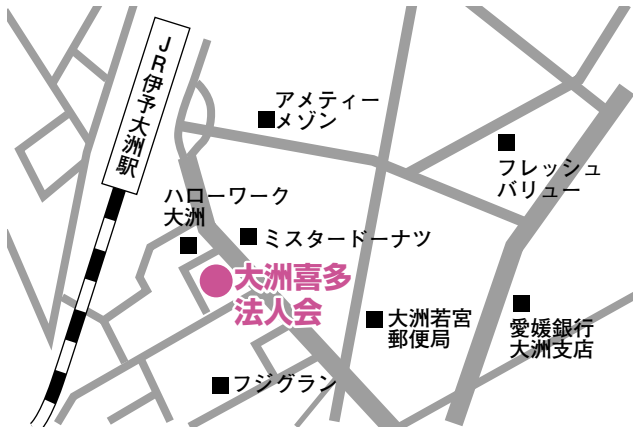 JR伊予大洲駅
アメティー
メゾン
フレッシュ
バリュー
ハローワーク
大洲
ミスタードーナツ
大洲喜多
法人会
大洲若宮
郵便局
愛媛銀行
大洲支店
フジグラン